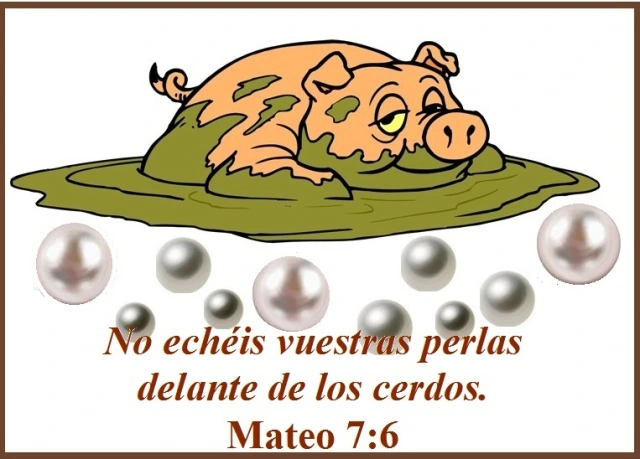 No echéis vuestras perlas
delante de los cerdos.
Mateo 7:6